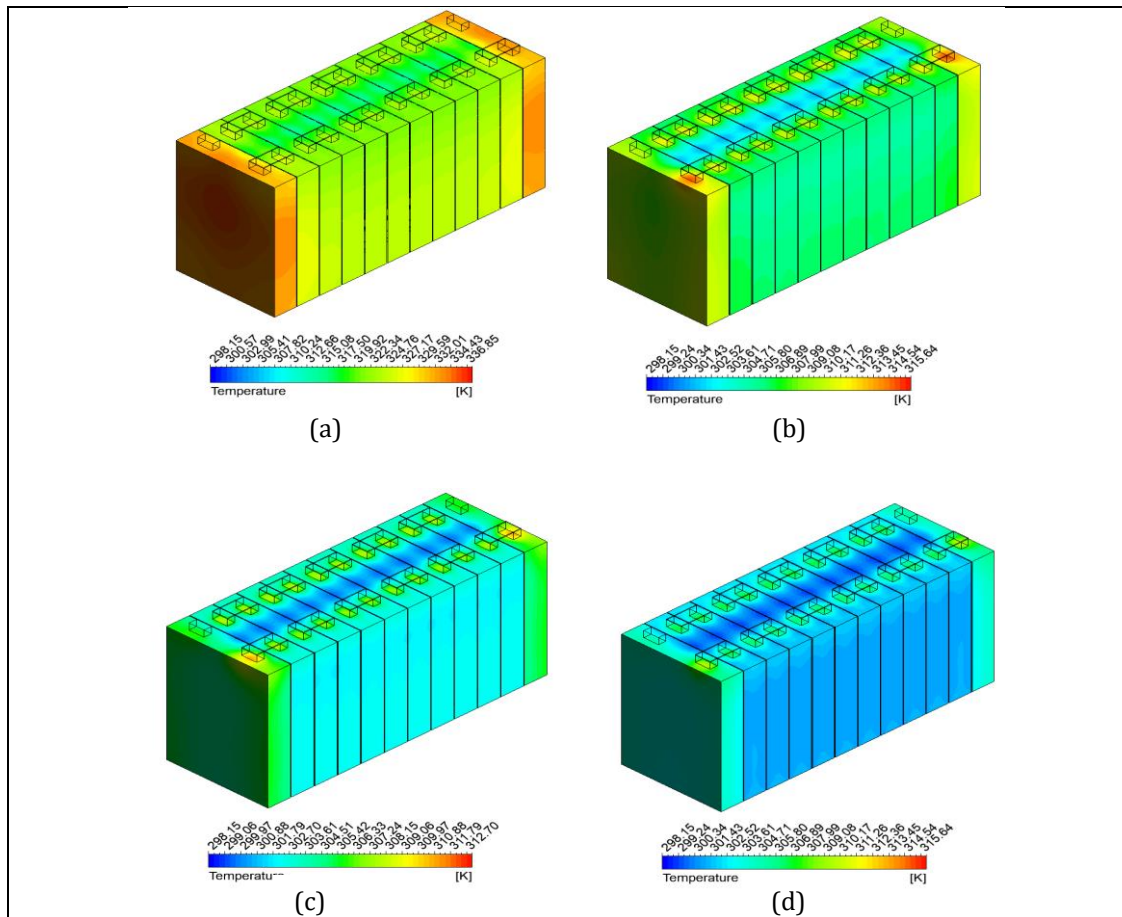 298.15 300.57 302.99 305.41 307.82 310.24 312.66 315.08 317.50 319.92 322.34 324.76 327.17 329.59 332.01 334.43 336.85
Temperature [K]
(a)
298.15 299.24 300.34 301.43 302.52 303.61 304.71 305.80 306.89 307.99 309.08 310.17 311.26 312.36 313.45 314.54 315.64
Temperature [K]
(b)
298.15 299.06 299.97 300.88 301.79 302.70 303.61 304.51 305.42 306.33 307.24 308.15 309.06 309.97 310.88 311.79 312.70
Temperatu [K]
(c)
298.15 299.24 300.34 301.43 302.52 303.61 304.71 305.80 306.89 307.99 309.08 310.17 311.26 312.36 313.45 314.54 315.64
Temperature [K]
(d)